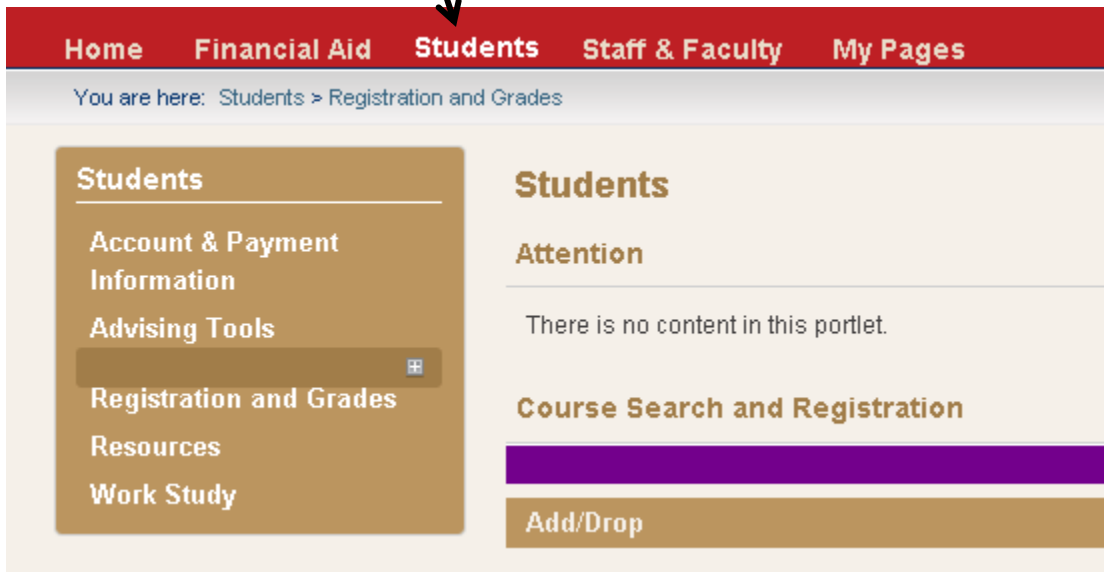 Home Financial Aid Students Staff & Faculty My Pages
You are here: Students > Registration and Grades
Students
Account & Payment
Information
Advising Tools
Registration and Grades
Resources
Work Study
Students
Attention
There is no content in this portlet.
Course Search and Registration
Add/Drop